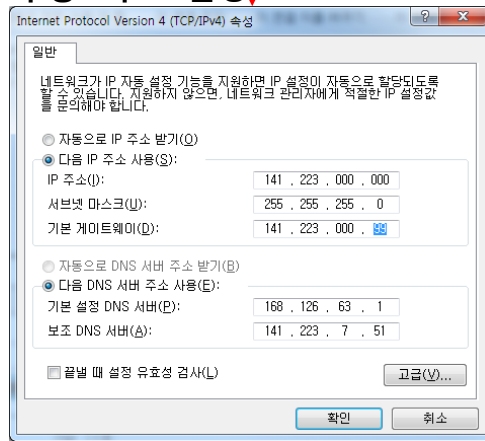 Internet Protocol Version 4 (TCP/IPv4) 속성
일반
네트워크가 IP 자동 설정 기능을 지원하면 IP 설정이 자동으로 할당되도록
할 수 있습니다. 지원하지 않으면, 네트워크 관리자에게 적절한 IP 설정값
을 문의해야 합니다.
자동으로 IP 주소 받기(O)
다음 IP 주소 사용(S):
IP 주소(I): 141 . 223 . 000 . 000
서브넷 마스크(U): 255 . 255 . 255 . 0
기본 게이트웨이(D): 141 . 223 . 000 . 99
자동으로 DNS 서버 주소 받기(B)
다음 DNS 서버 주소 사용(E):
기본 설정 DNS 서버(P): 168 . 126 . 63 . 1
보조 DNS 서버(A): 141 . 223 . 7 . 51
끝낼 때 설정 유효성 검사(L)
고급(V)...
확인 취소